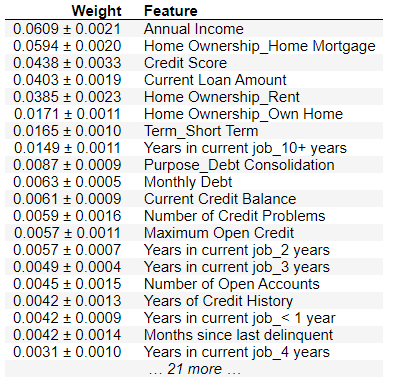 Weight Feature
0.0609 ± 0.0021 Annual Income
0.0594 ± 0.0020 Home Ownership_Home Mortgage
0.0438 ± 0.0033 Credit Score
0.0403 ± 0.0019 Current Loan Amount
0.0385 ± 0.0023 Home Ownership_Rent
0.0171 ± 0.0011 Home Ownership_Own Home
0.0165 ± 0.0010 Term_Short Term
0.0149 ± 0.0011 Years in current job_10+ years
0.0087 ± 0.0009 Purpose_Debt Consolidation
0.0063 ± 0.0005 Monthly Debt
0.0061 ± 0.0009 Current Credit Balance
0.0059 ± 0.0016 Number of Credit Problems
0.0057 ± 0.0011 Maximum Open Credit
0.0057 ± 0.0007 Years in current job_2 years
0.0049 ± 0.0004 Years in current job_3 years
0.0045 ± 0.0015 Number of Open Accounts
0.0042 ± 0.0013 Years of Credit History
0.0042 ± 0.0009 Years in current job_< 1 year
0.0042 ± 0.0014 Months since last delinquent
0.0031 ± 0.0010 Years in current job_4 years
… 21 more …